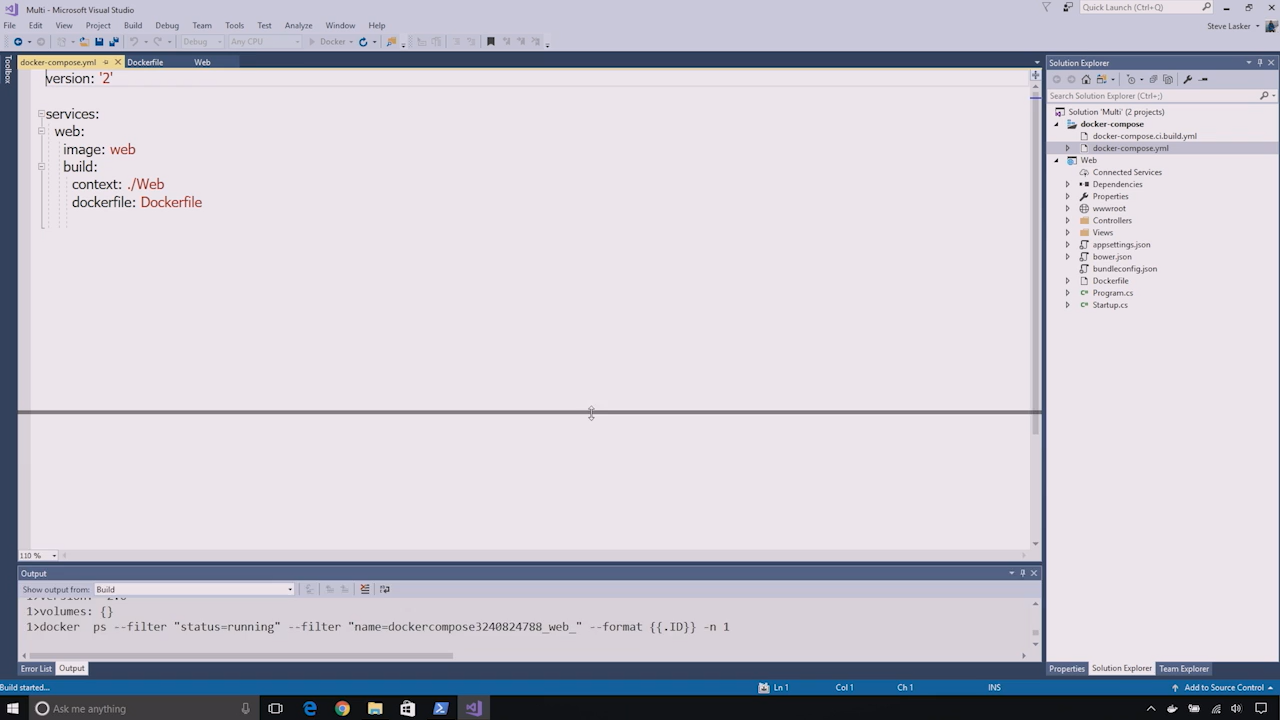 Multi - Microsoft Visual Studio
Quick Launch (Ctrl+Q)
File Edit View Project Build Debug Team Tools Test Analyze Window Help
Steve Lasker
Debug Any CPU Docker
docker-compose.yml Dockerfile Web
Toolbox
version: '2'
services:
web:
image: web
build:
context: ./Web
dockerfile: Dockerfile
110 %
Solution Explorer
Search Solution Explorer (Ctrl+;)
Solution 'Multi' (2 projects)
docker-compose
docker-compose.ci.build.yml
docker-compose.yml
Web
Connected Services
Dependencies
Properties
wwwroot
Controllers
Views
appsettings.json
bower.json
bundleconfig.json
Dockerfile
Program.cs
Startup.cs
Output
Show output from: Build
1>volumes: {}
1>docker  ps --filter "status=running" --filter "name=dockercompose3240824788_web_" --format {{.ID}} -n 1
Error List Output
Properties Solution Explorer Team Explorer
Build started... Ln 1 Col 1 Ch 1 INS Add to Source Control
Ask me anything